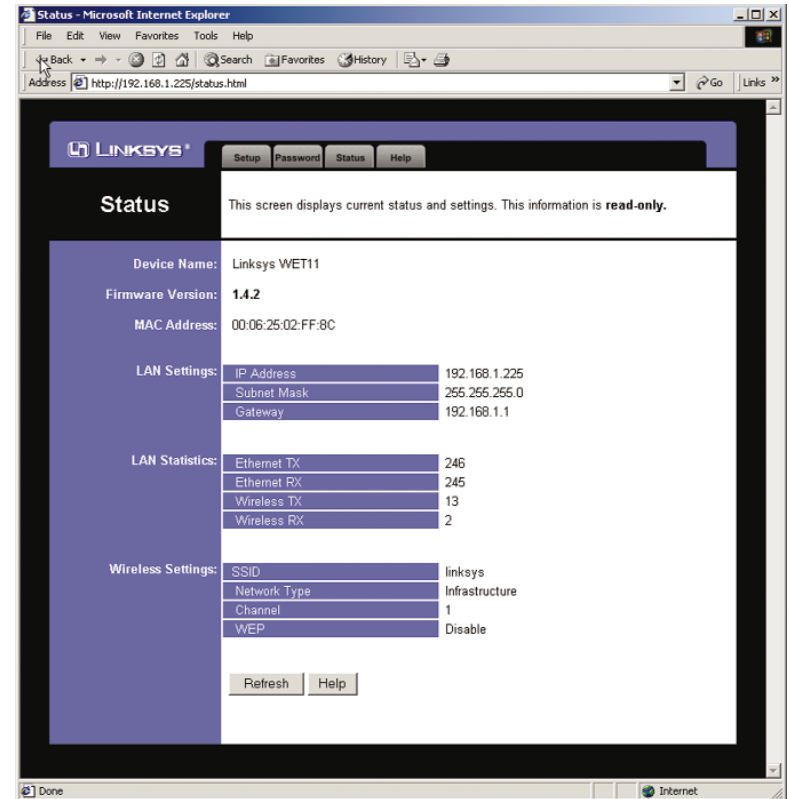 Status - Microsoft Internet Explorer
File Edit View Favorites Tools Help
Back Search Favorites History
Address http://192.168.1.225/status.html Go Links »
LINKSYS®
Setup Password Status Help
Status
This screen displays current status and settings. This information is read-only.
Device Name: Linksys WET11
Firmware Version: 1.4.2
MAC Address: 00:06:25:02:FF:8C
LAN Settings: IP Address 192.168.1.225
Subnet Mask 255.255.255.0
Gateway 192.168.1.1
LAN Statistics: Ethernet TX 246
Ethernet RX 245
Wireless TX 13
Wireless RX 2
Wireless Settings: SSID linksys
Network Type Infrastructure
Channel 1
WEP Disable
Refresh Help
Done Internet